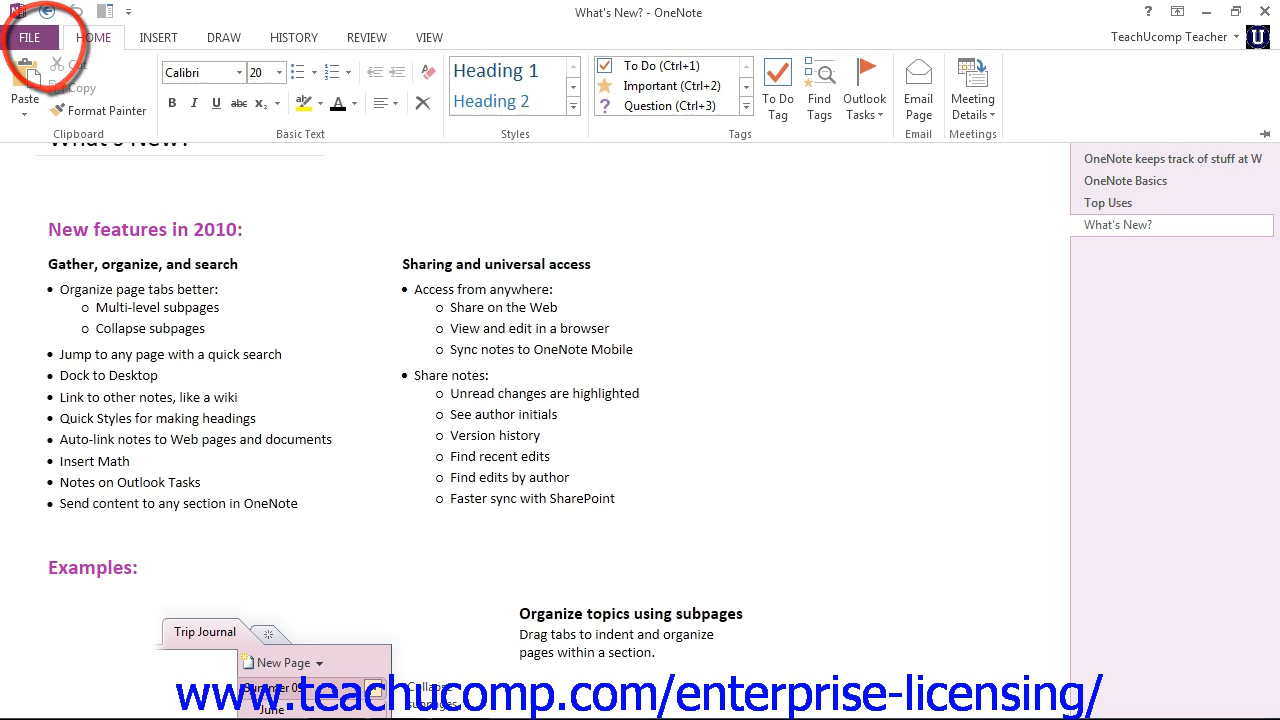 What's New? - OneNote
FILE HOME INSERT DRAW HISTORY REVIEW VIEW
TeachUcomp Teacher
Cut
Copy
Paste
Format Painter
Calibri 20
Heading 1
Heading 2
To Do (Ctrl+1)
Important (Ctrl+2)
Question (Ctrl+3)
To Do Tag
Find Tags
Outlook Tasks
Email Page
Meeting Details
Clipboard Basic Text Styles Tags Email Meetings
What's New?
OneNote keeps track of stuff at W
OneNote Basics
Top Uses
What's New?
New features in 2010:
Gather, organize, and search
• Organize page tabs better:
o Multi-level subpages
o Collapse subpages
• Jump to any page with a quick search
• Dock to Desktop
• Link to other notes, like a wiki
• Quick Styles for making headings
• Auto-link notes to Web pages and documents
• Insert Math
• Notes on Outlook Tasks
• Send content to any section in OneNote
Sharing and universal access
• Access from anywhere:
o Share on the Web
o View and edit in a browser
o Sync notes to OneNote Mobile
• Share notes:
o Unread changes are highlighted
o See author initials
o Version history
o Find recent edits
o Find edits by author
o Faster sync with SharePoint
Examples:
Trip Journal
New Page
Summer
June
Organize topics using subpages
Drag tabs to indent and organize
pages within a section.
subpages
www.teachucomp.com/enterprise-licensing/